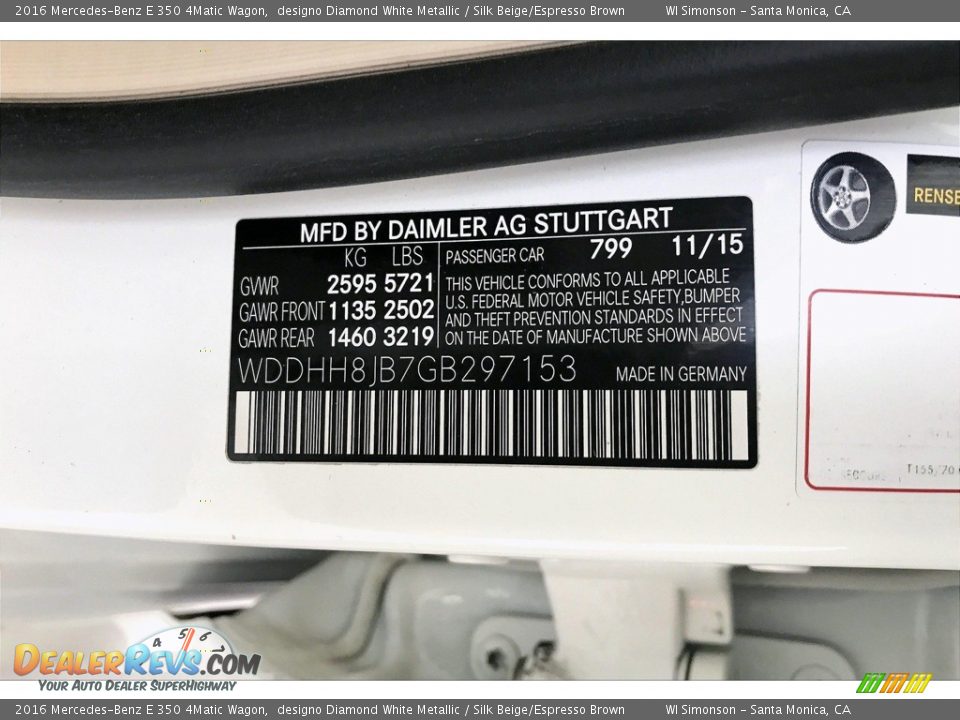 2016 Mercedes-Benz E 350 4Matic Wagon, designo Diamond White Metallic / Silk Beige/Espresso Brown WI Simonson - Santa Monica, CA
MFD BY DAIMLER AG STUTTGART
KG LBS PASSENGER CAR 799 11/15
GVWR 2595 5721
GAWR FRONT 1135 2502
GAWR REAR 1460 3219
THIS VEHICLE CONFORMS TO ALL APPLICABLE
U.S. FEDERAL MOTOR VEHICLE SAFETY,BUMPER
AND THEFT PREVENTION STANDARDS IN EFFECT
ON THE DATE OF MANUFACTURE SHOWN ABOVE
WDDHH8JB7GB297153 MADE IN GERMANY
RENSE
T155/70
4 5 6
DEALERREVS.COM
YOUR AUTO DEALER SUPERHIGHWAY
2016 Mercedes-Benz E 350 4Matic Wagon, designo Diamond White Metallic / Silk Beige/Espresso Brown WI Simonson - Santa Monica, CA